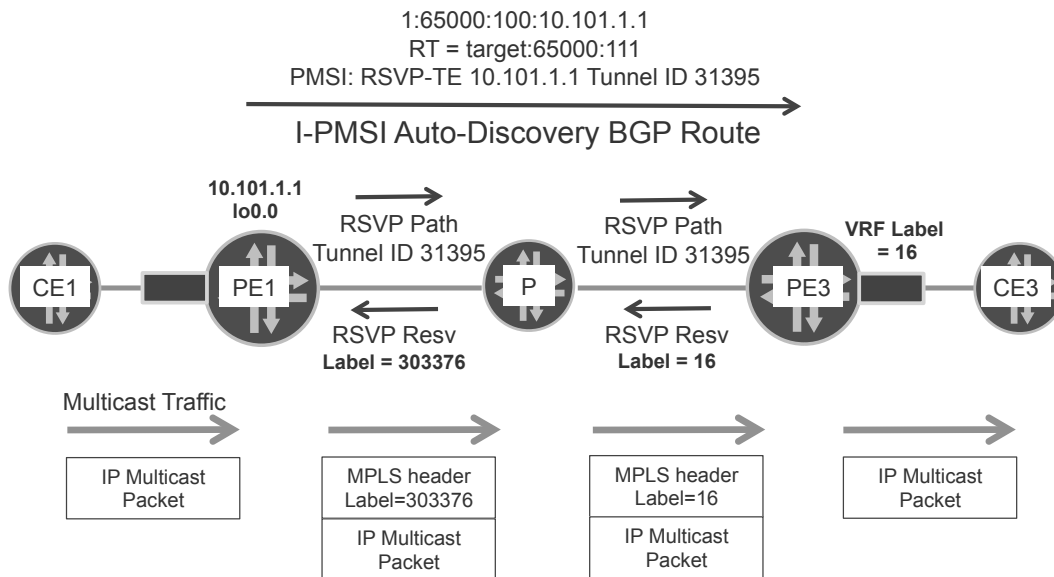 1:65000:100:10.101.1.1
RT = target:65000:111
PMSI: RSVP-TE 10.101.1.1 Tunnel ID 31395
I-PMSI Auto-Discovery BGP Route
10.101.1.1
lo0.0
RSVP Path
Tunnel ID 31395
RSVP Path
Tunnel ID 31395
VRF Label
= 16
CE1
PE1
P
PE3
CE3
RSVP Resv
Label = 303376
RSVP Resv
Label = 16
Multicast Traffic
IP Multicast
Packet
MPLS header
Label=303376
IP Multicast
Packet
MPLS header
Label=16
IP Multicast
Packet
IP Multicast
Packet